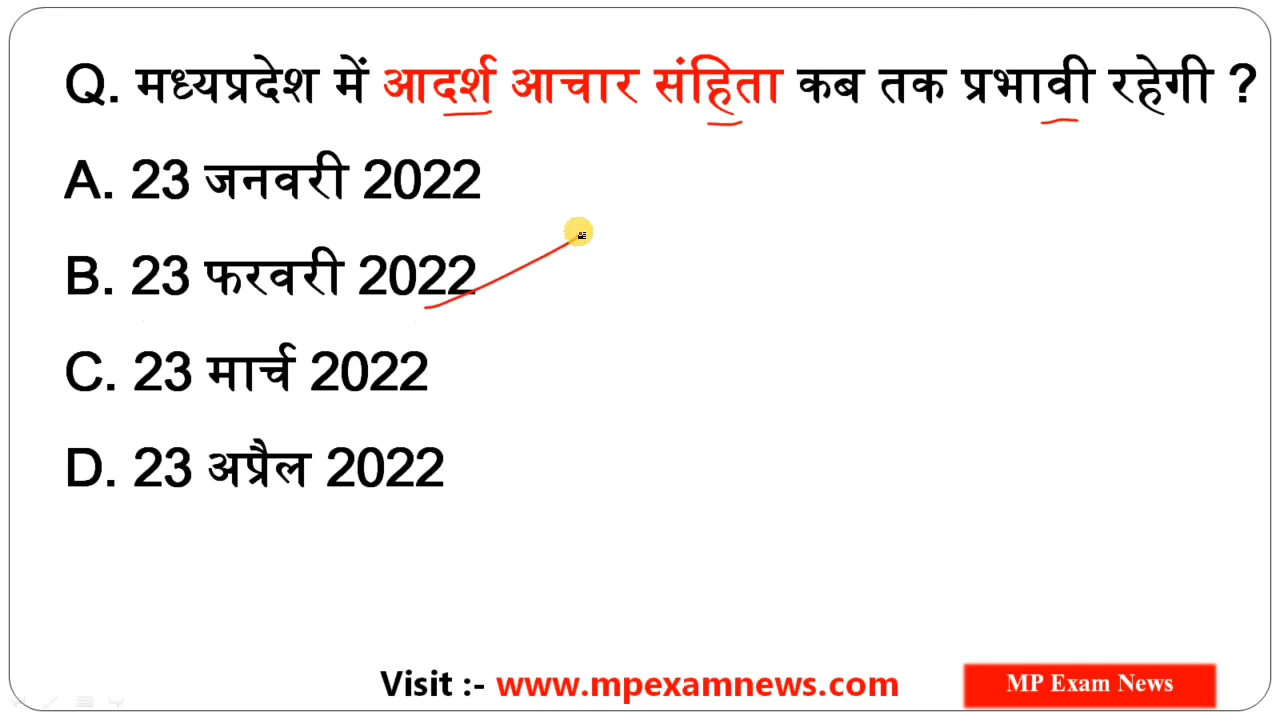 Q. मध्यप्रदेश में आदर्श आचार संहिता कब तक प्रभावी रहेगी ?
A. 23 जनवरी 2022
B. 23 फरवरी 2022
C. 23 मार्च 2022
D. 23 अप्रैल 2022
Visit :- www.mpexamnews.com
MP Exam News